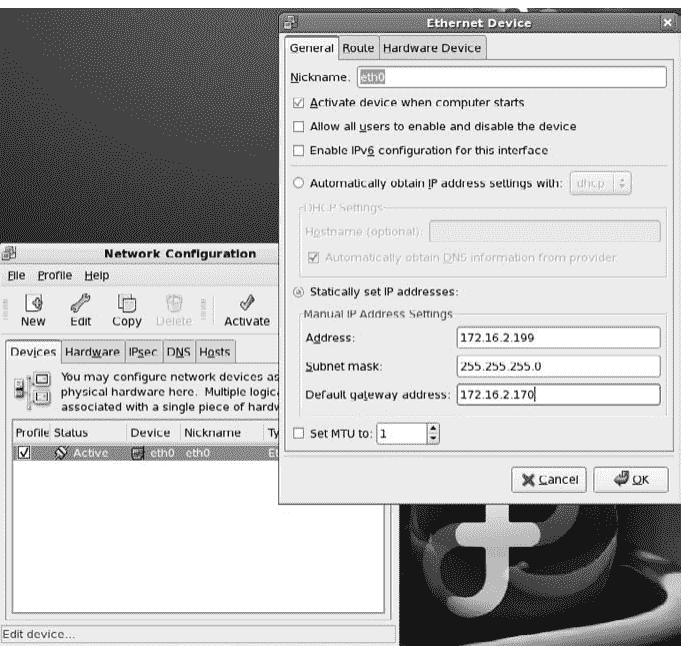 Ethernet Device
General Route Hardware Device
Nickname: eth0
Activate device when computer starts
Allow all users to enable and disable the device
Enable IPv6 configuration for this interface
Automatically obtain IP address settings with: dhcp
DHCP Settings
Hostname (optional):
Automatically obtain DNS information from provider
Statically set IP addresses:
Manual IP Address Settings
Address: 172.16.2.199
Subnet mask: 255.255.255.0
Default gateway address: 172.16.2.170
Set MTU to: 1
Cancel OK
Network Configuration
File Profile Help
New Edit Copy Delete Activate
Devices Hardware IPsec DNS Hosts
You may configure network devices as
physical hardware here. Multiple logic
associated with a single piece of hardw
Profile Status Device Nickname Ty
Active eth0 eth0 Et
Edit device...